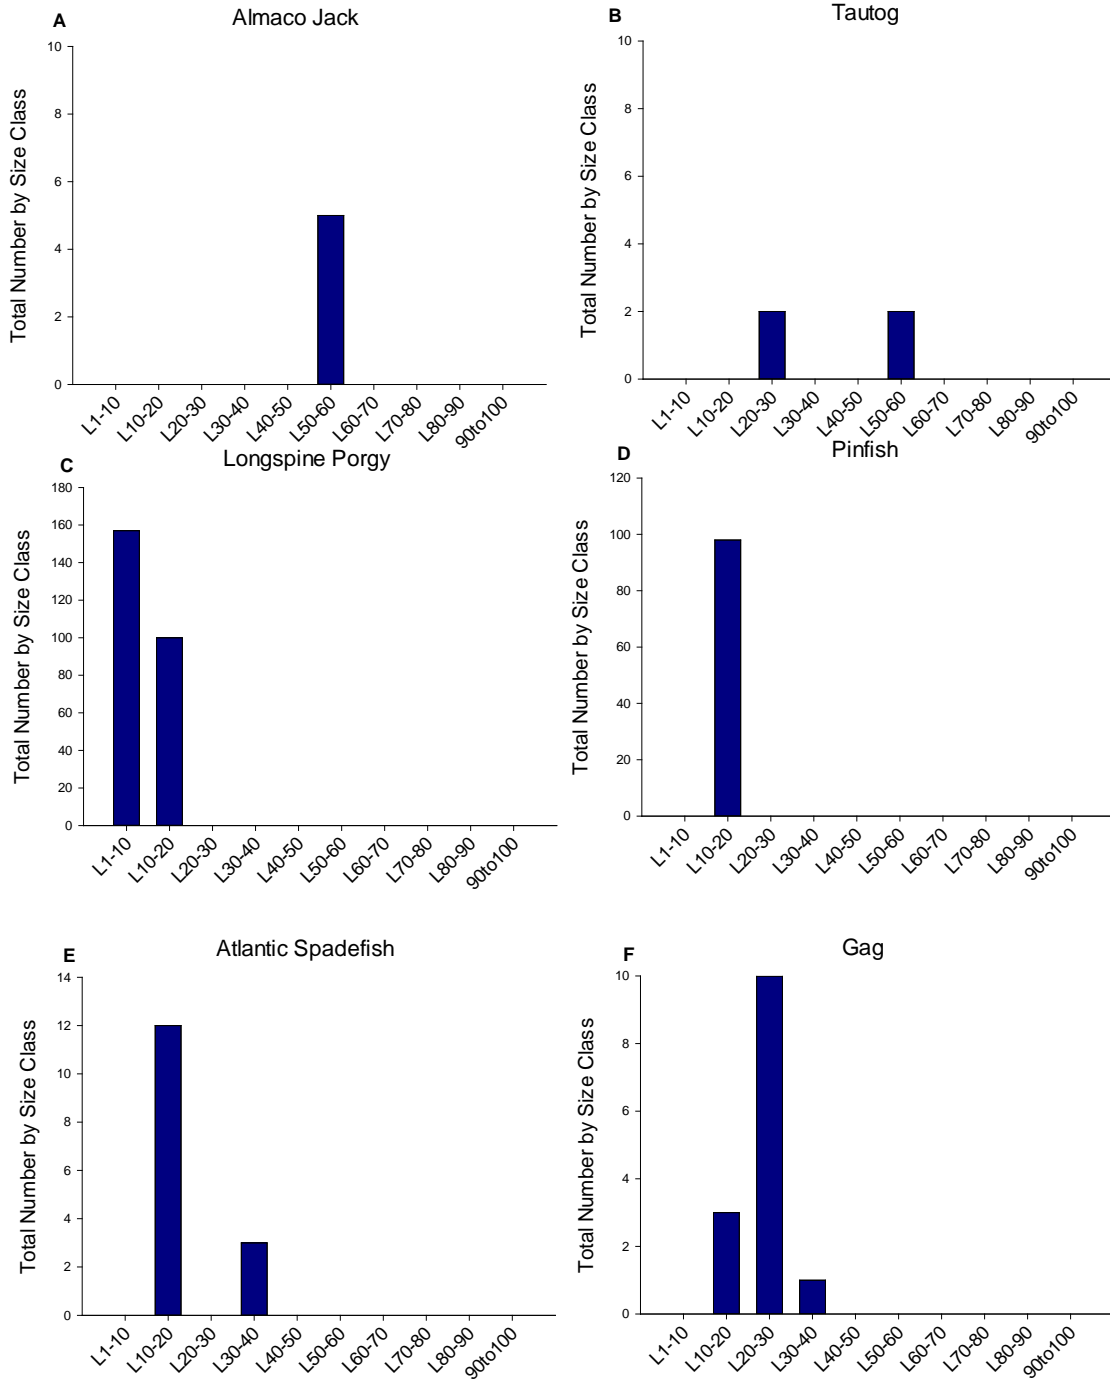 A
Almaco Jack
Total Number by Size Class
10
8
6
4
2
0
L1-10
L10-20
L20-30
L30-40
L40-50
L50-60
L60-70
L70-80
L80-90
90to100
B
Tautog
Total Number by Size Class
10
8
6
4
2
0
L1-10
L10-20
L20-30
L30-40
L40-50
L50-60
L60-70
L70-80
L80-90
90to100
C
Longspine Porgy
Total Number by Size Class
180
160
140
120
100
80
60
40
20
0
L1-10
L10-20
L20-30
L30-40
L40-50
L50-60
L60-70
L70-80
L80-90
90to100
D
Pinfish
Total Number by Size Class
120
100
80
60
40
20
0
L1-10
L10-20
L20-30
L30-40
L40-50
L50-60
L60-70
L70-80
L80-90
90to100
E
Atlantic Spadefish
Total Number by Size Class
14
12
10
8
6
4
2
0
L1-10
L10-20
L20-30
L30-40
L40-50
L50-60
L60-70
L70-80
L80-90
90to100
F
Gag
Total Number by Size Class
10
8
6
4
2
0
L1-10
L10-20
L20-30
L30-40
L40-50
L50-60
L60-70
L70-80
L80-90
90to100